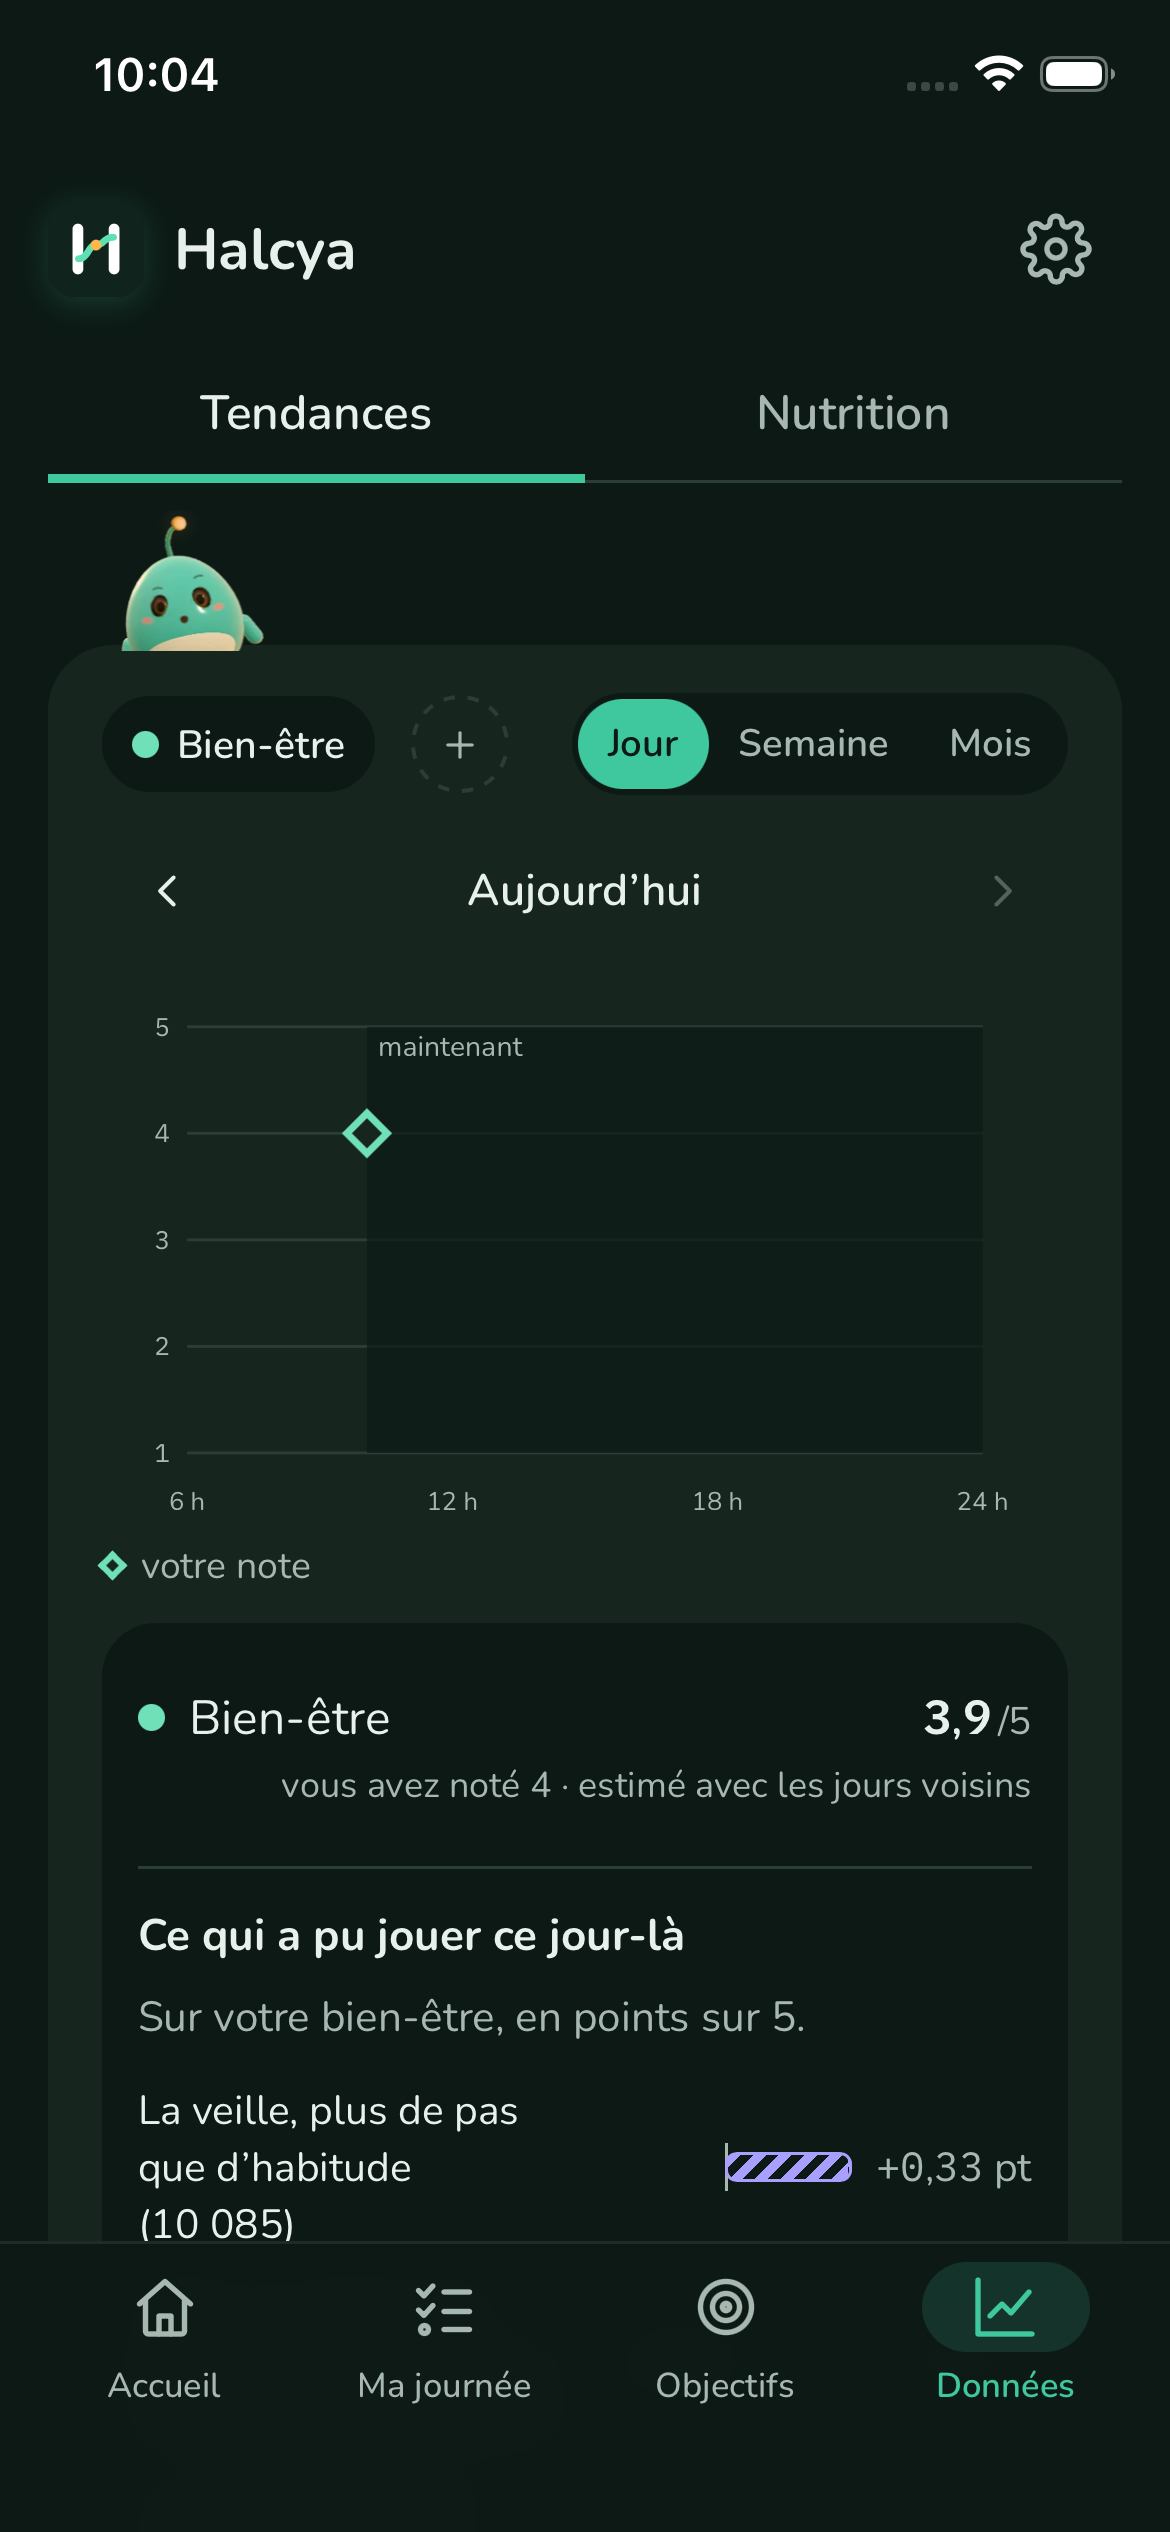 10:04
Halcya
Tendances
Nutrition
Bien-être
+
Jour
Semaine
Mois
Aujourd’hui
5
maintenant
4
3
2
1
6 h
12 h
18 h
24 h
votre note
Bien-être
3,9 /5
vous avez noté 4 · estimé avec les jours voisins
Ce qui a pu jouer ce jour-là
Sur votre bien-être, en points sur 5.
La veille, plus de pas
que d’habitude
(10 085)
+0,33 pt
Accueil
Ma journée
Objectifs
Données